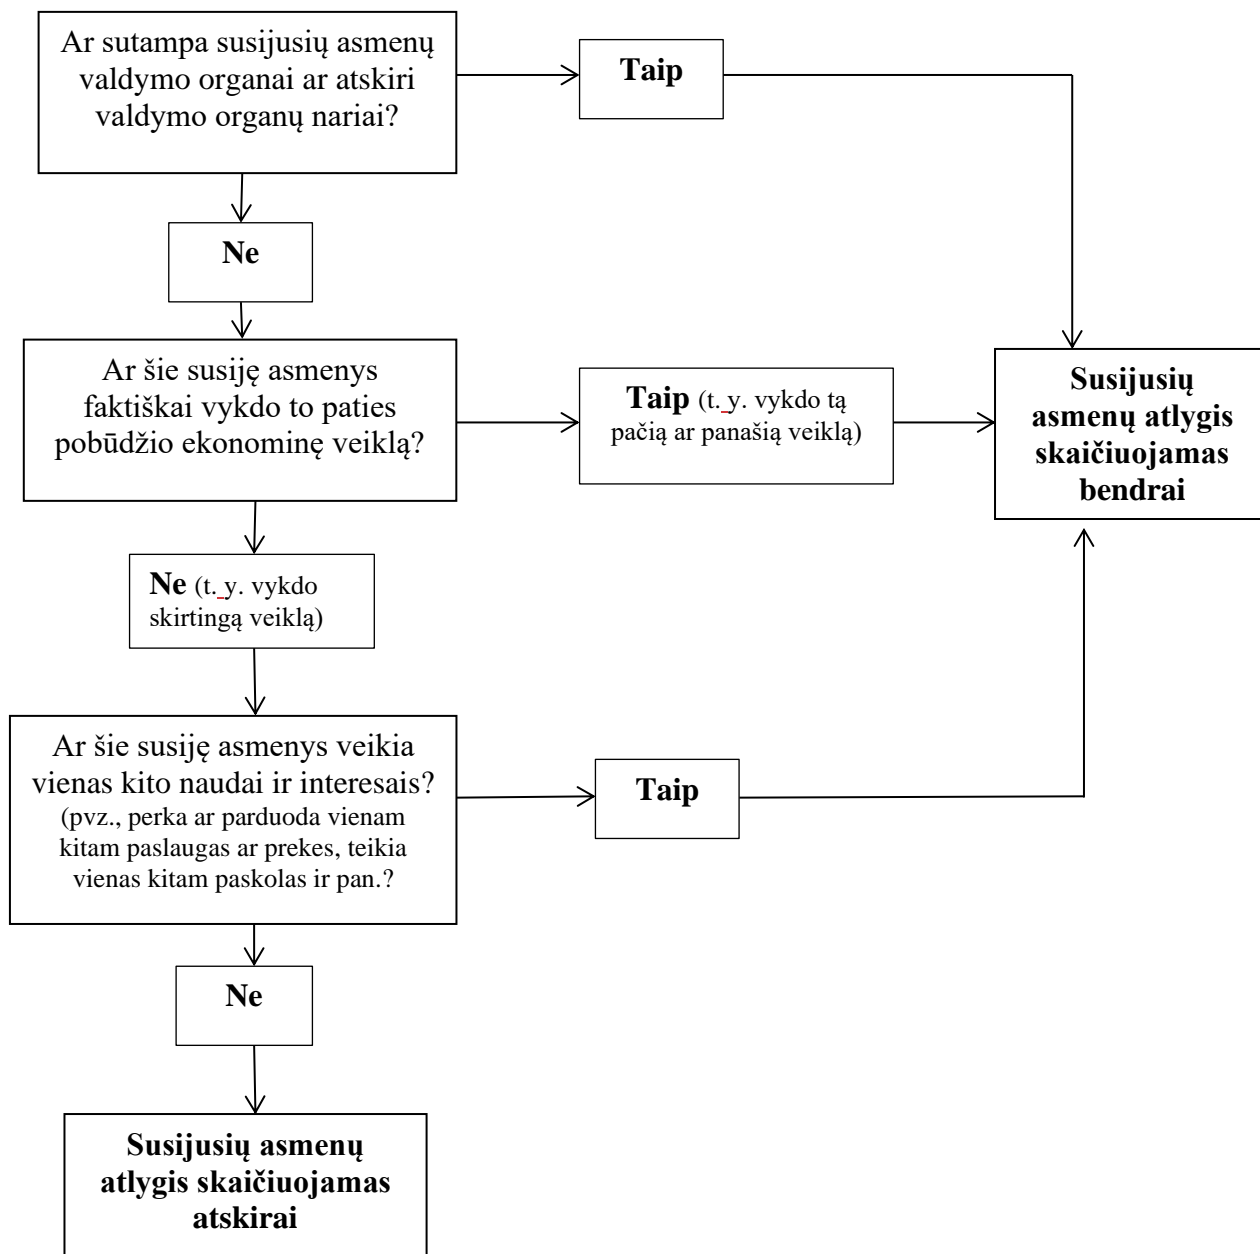 Ar sutampa susijusių asmenų
valdymo organai ar atskiri
valdymo organų nariai?
Taip
Ne
Ar šie susiję asmenys
faktiškai vykdo to paties
pobūdžio ekonominę veiklą?
Taip (t. y. vykdo tą
pačią ar panašią veiklą)
Susijusių
asmenų atlygis
skaičiuojamas
bendrai
Ne (t. y. vykdo
skirtingą veiklą)
Ar šie susiję asmenys veikia
vienas kito naudai ir interesais?
(pvz., perka ar parduoda vienam
kitam paslaugas ar prekes, teikia
vienas kitam paskolas ir pan.?
Taip
Ne
Susijusių asmenų
atlygis skaičiuojamas
atskirai